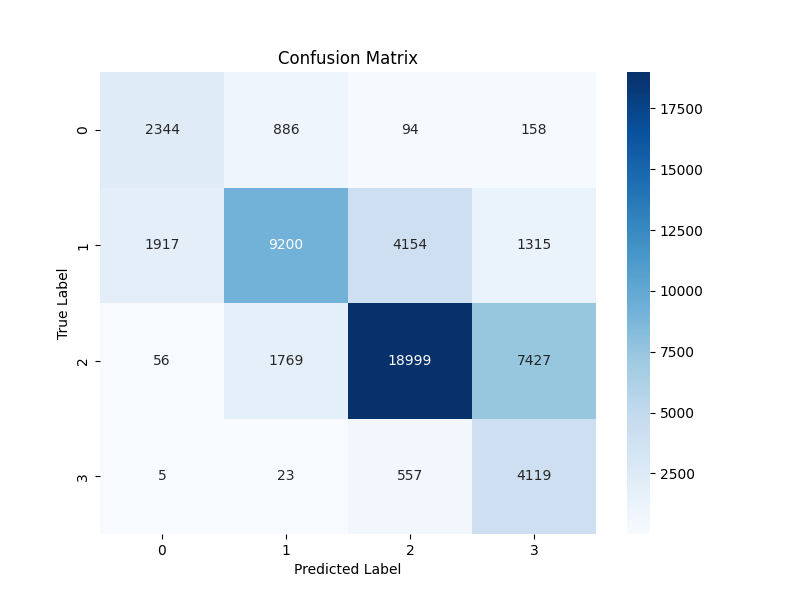 Confusion Matrix
0 2344 886 94 158
1 1917 9200 4154 1315
2 56 1769 18999 7427
3 5 23 557 4119
0 1 2 3
Predicted Label
True Label
17500
15000
12500
10000
7500
5000
2500